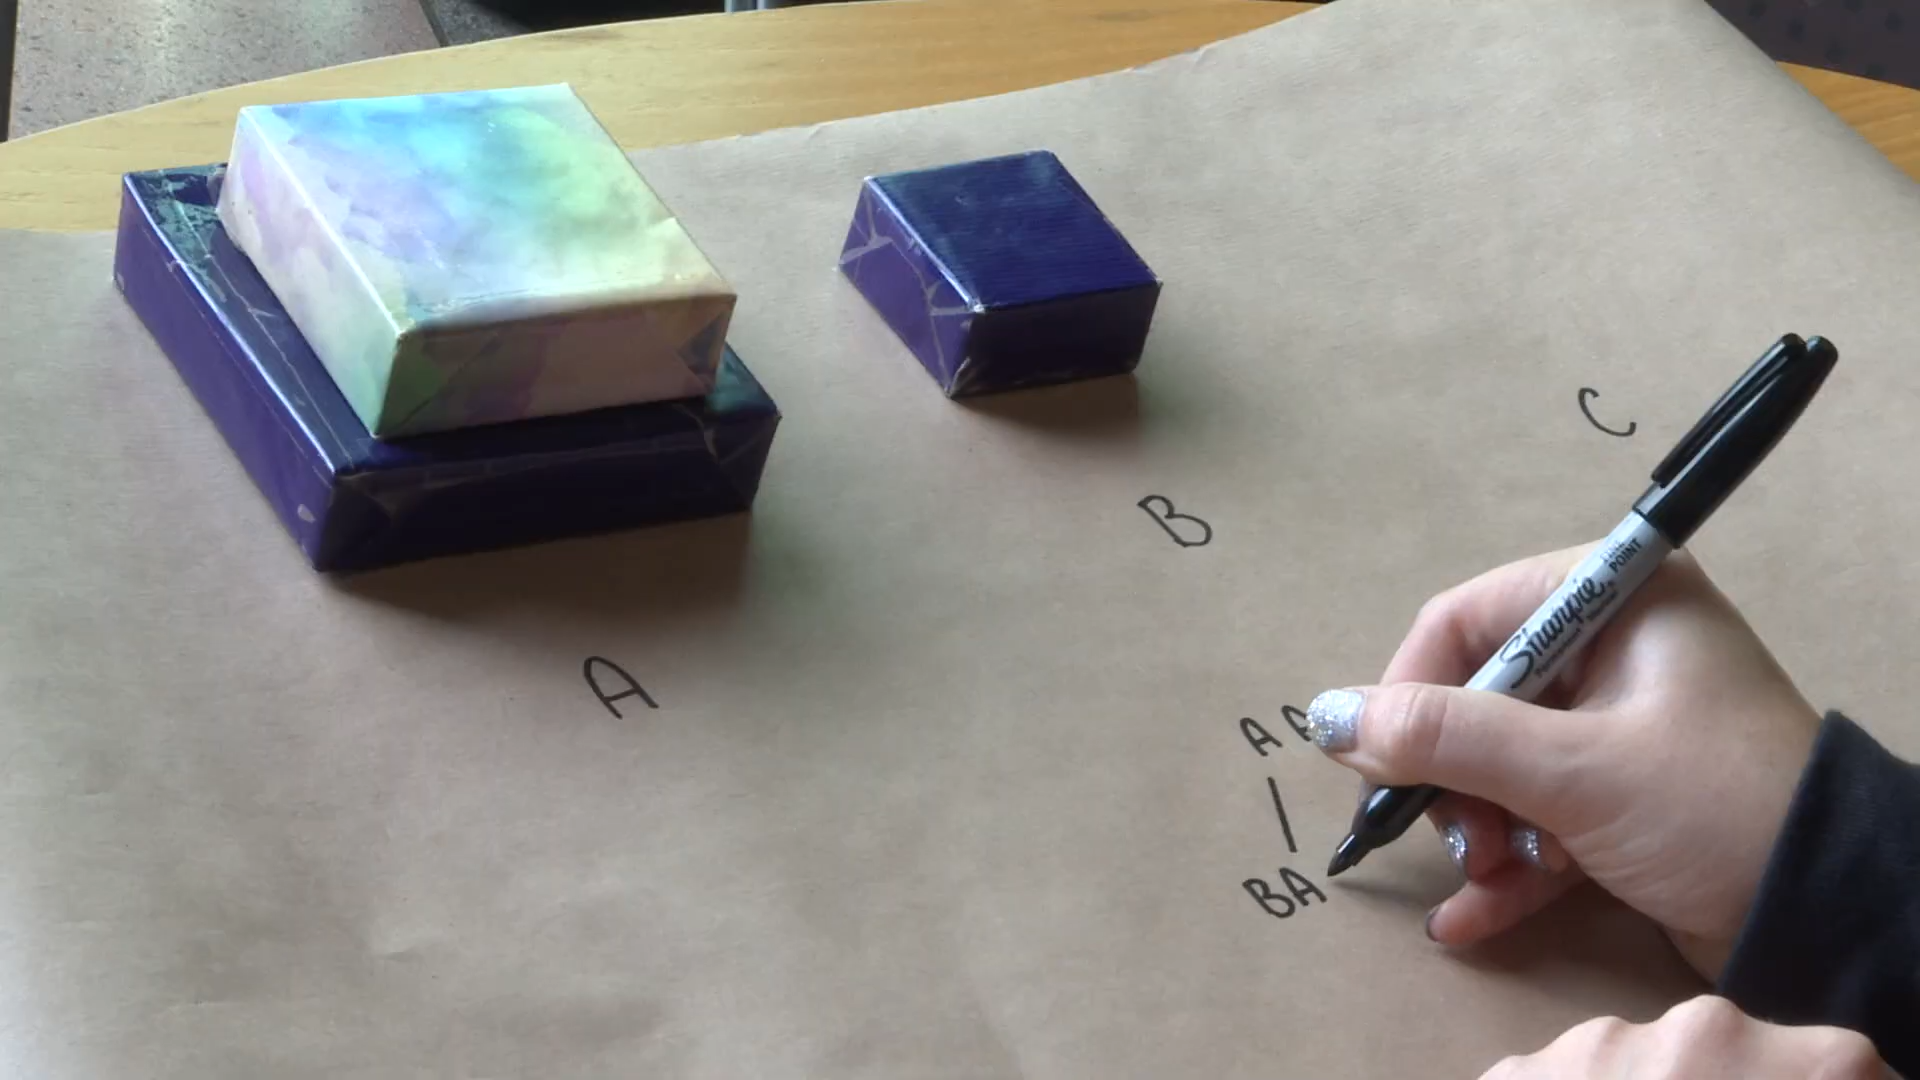 C
B
A
A A
|
BA
Sharpie
FINE POINT